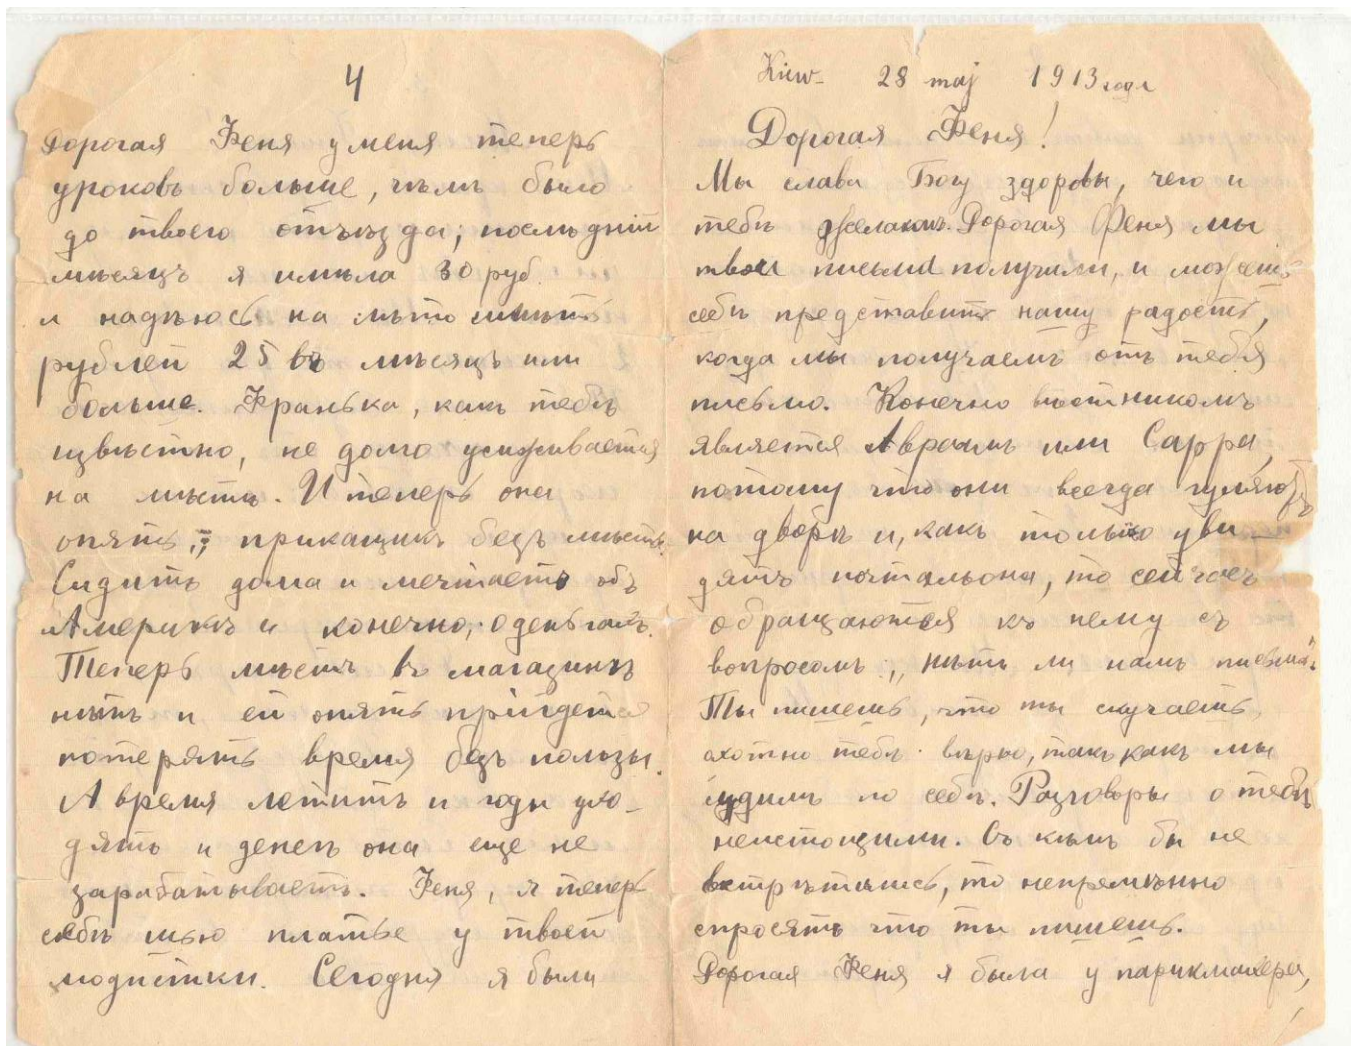 4
Дорогая Феня у меня теперь
уроковъ больше, чѣмъ было
до твоего отъѣзда; послѣдній
мѣсяцъ я имѣла 30 руб.
и надѣюсь на лѣто имѣть
рублей 25 въ мѣсяцъ или
больше. Франька, какъ тебѣ
извѣстно, не долго усиживается
на мѣстѣ. И теперь она
опять „прикащикъ безъ мѣстъ.
Сидитъ дома и мечтаетъ объ
Америкѣ и конечно, о деньгахъ.
Теперь мѣстъ въ магазинѣ
нѣтъ и ей опять прійдется
потерять время безъ пользы.
А время летитъ и годы ухо-
дятъ и денегъ она еще не
зарабатываетъ. Феня, я теперь
себѣ шью платье у твоей
модистки. Сегодня я была
Kiiw- 28 maj 1913 года
Дорогая Феня!
Мы слава Богу здоровы, чего и
тебѣ желаемъ. Дорогая Феня мы
твои письма получили, и можешь
себѣ представить нашу радость,
когда мы получаемъ отъ тебя
письмо. Конечно вѣстникомъ
является Авраамъ или Сарра,
потому что они всегда гуляютъ
на дворѣ и, какъ только уви-
дятъ почтальона, то сейчасъ
обращаются къ нему съ
вопросомъ: „нѣтъ ли намъ письма"
Ты пишешь, что ты скучаешь,
охотно тебѣ вѣрю, такъ какъ мы
судимъ по себѣ. Разговоры о тебѣ
неистощимы. Съ кѣмъ бы не
встрѣтились, то непремѣнно
спросятъ что ты пишешь.
Дорогая Феня я была у парикмахера,